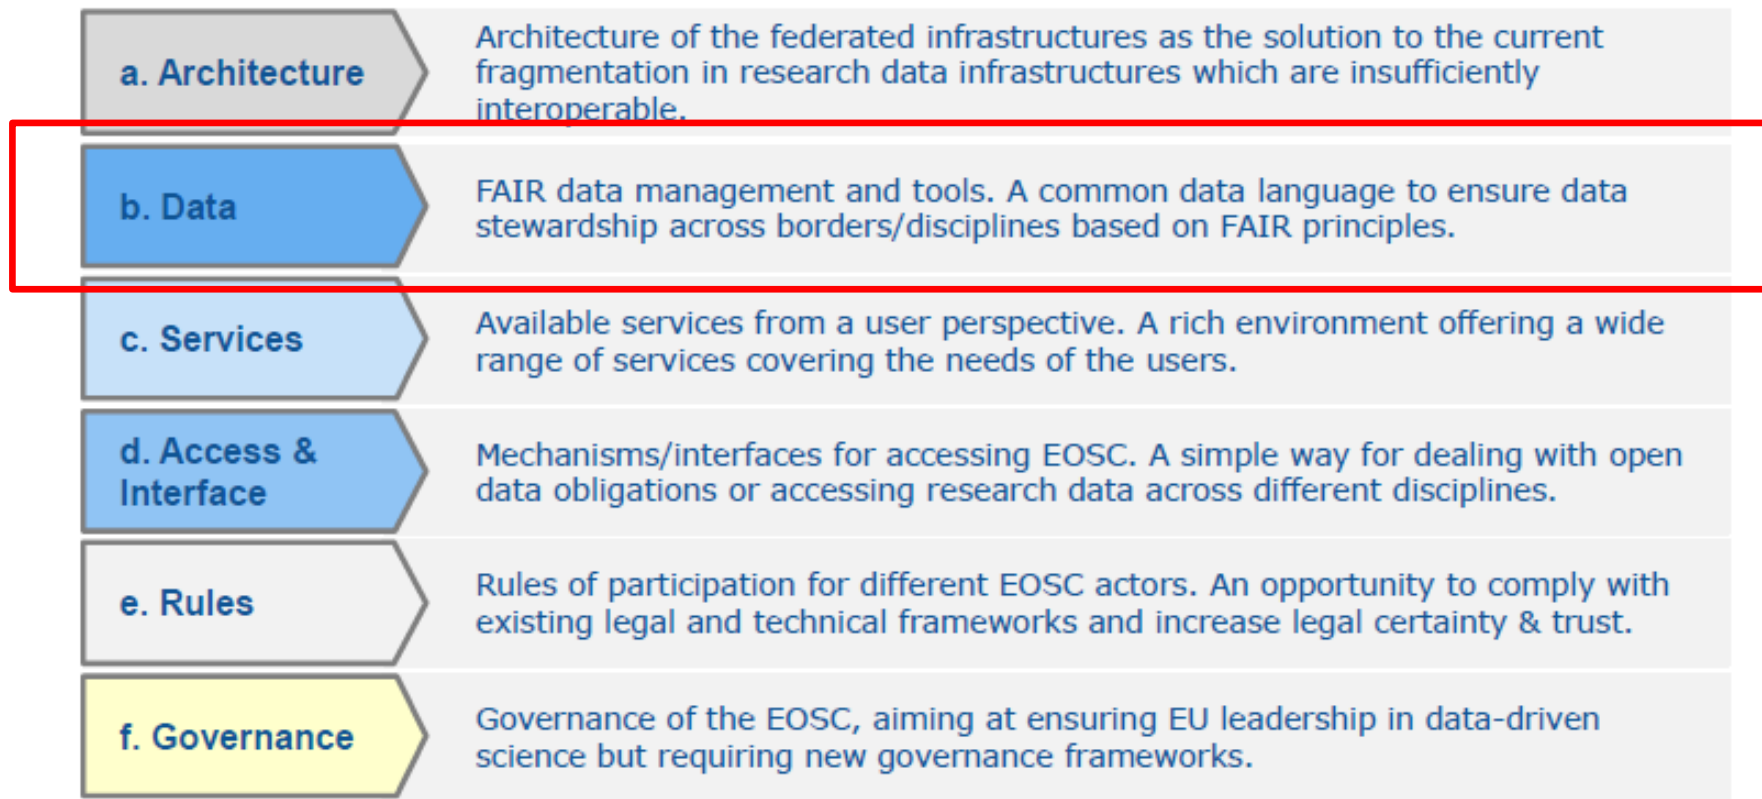 a. Architecture
Architecture of the federated infrastructures as the solution to the current
fragmentation in research data infrastructures which are insufficiently
interoperable.
b. Data
FAIR data management and tools. A common data language to ensure data
stewardship across borders/disciplines based on FAIR principles.
c. Services
Available services from a user perspective. A rich environment offering a wide
range of services covering the needs of the users.
d. Access &
Interface
Mechanisms/interfaces for accessing EOSC. A simple way for dealing with open
data obligations or accessing research data across different disciplines.
e. Rules
Rules of participation for different EOSC actors. An opportunity to comply with
existing legal and technical frameworks and increase legal certainty & trust.
f. Governance
Governance of the EOSC, aiming at ensuring EU leadership in data-driven
science but requiring new governance frameworks.